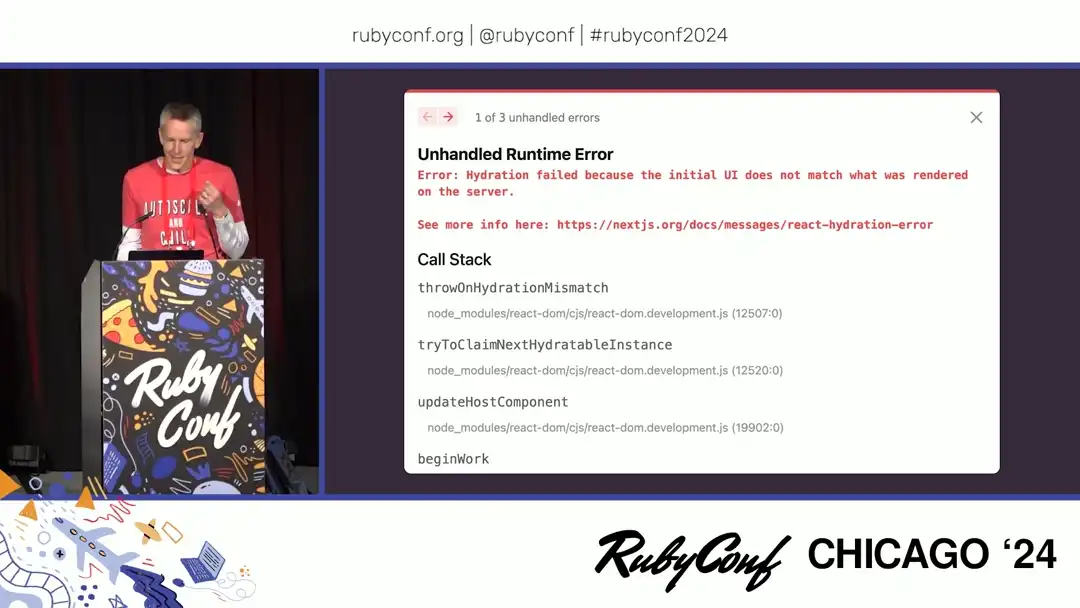 rubyconf.org | @rubyconf | #rubyconf2024
AUTOSCALE
AND
CHILL
Ruby
Conf
1 of 3 unhandled errors
Unhandled Runtime Error
Error: Hydration failed because the initial UI does not match what was rendered
on the server.
See more info here: https://nextjs.org/docs/messages/react-hydration-error
Call Stack
throwOnHydrationMismatch
node_modules/react-dom/cjs/react-dom.development.js (12507:0)
tryToClaimNextHydratableInstance
node_modules/react-dom/cjs/react-dom.development.js (12520:0)
updateHostComponent
node_modules/react-dom/cjs/react-dom.development.js (19902:0)
beginWork
RubyConf CHICAGO ‘24